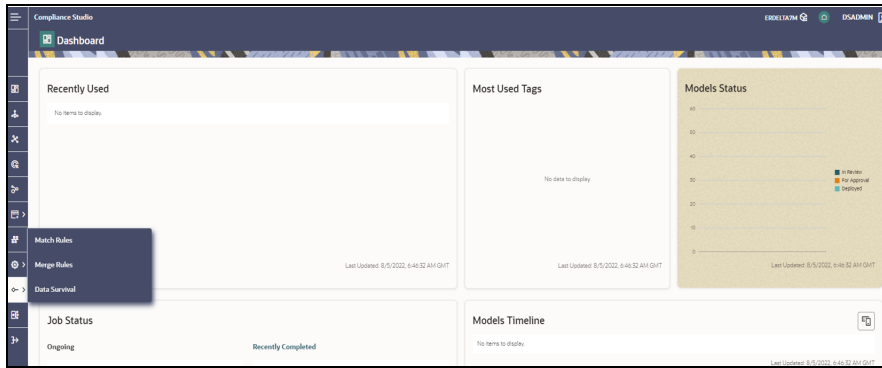 Compliance Studio
ERDELTA7M
DSADMIN
Dashboard
Recently Used
No items to display.
Last Updated: 8/5/2022, 6:46:32 AM GMT
Most Used Tags
No data to display
Last Updated: 8/5/2022, 6:46:32 AM GMT
Models Status
60
50
40
30
20
10
0
In Review
For Approval
Deployed
Last Updated: 8/5/2022, 6:46:32 AM GMT
Match Rules
Merge Rules
Data Survival
Job Status
Ongoing
Recently Completed
Models Timeline
No items to display.
Last Updated: 8/5/2022, 6:46:32 AM GMT